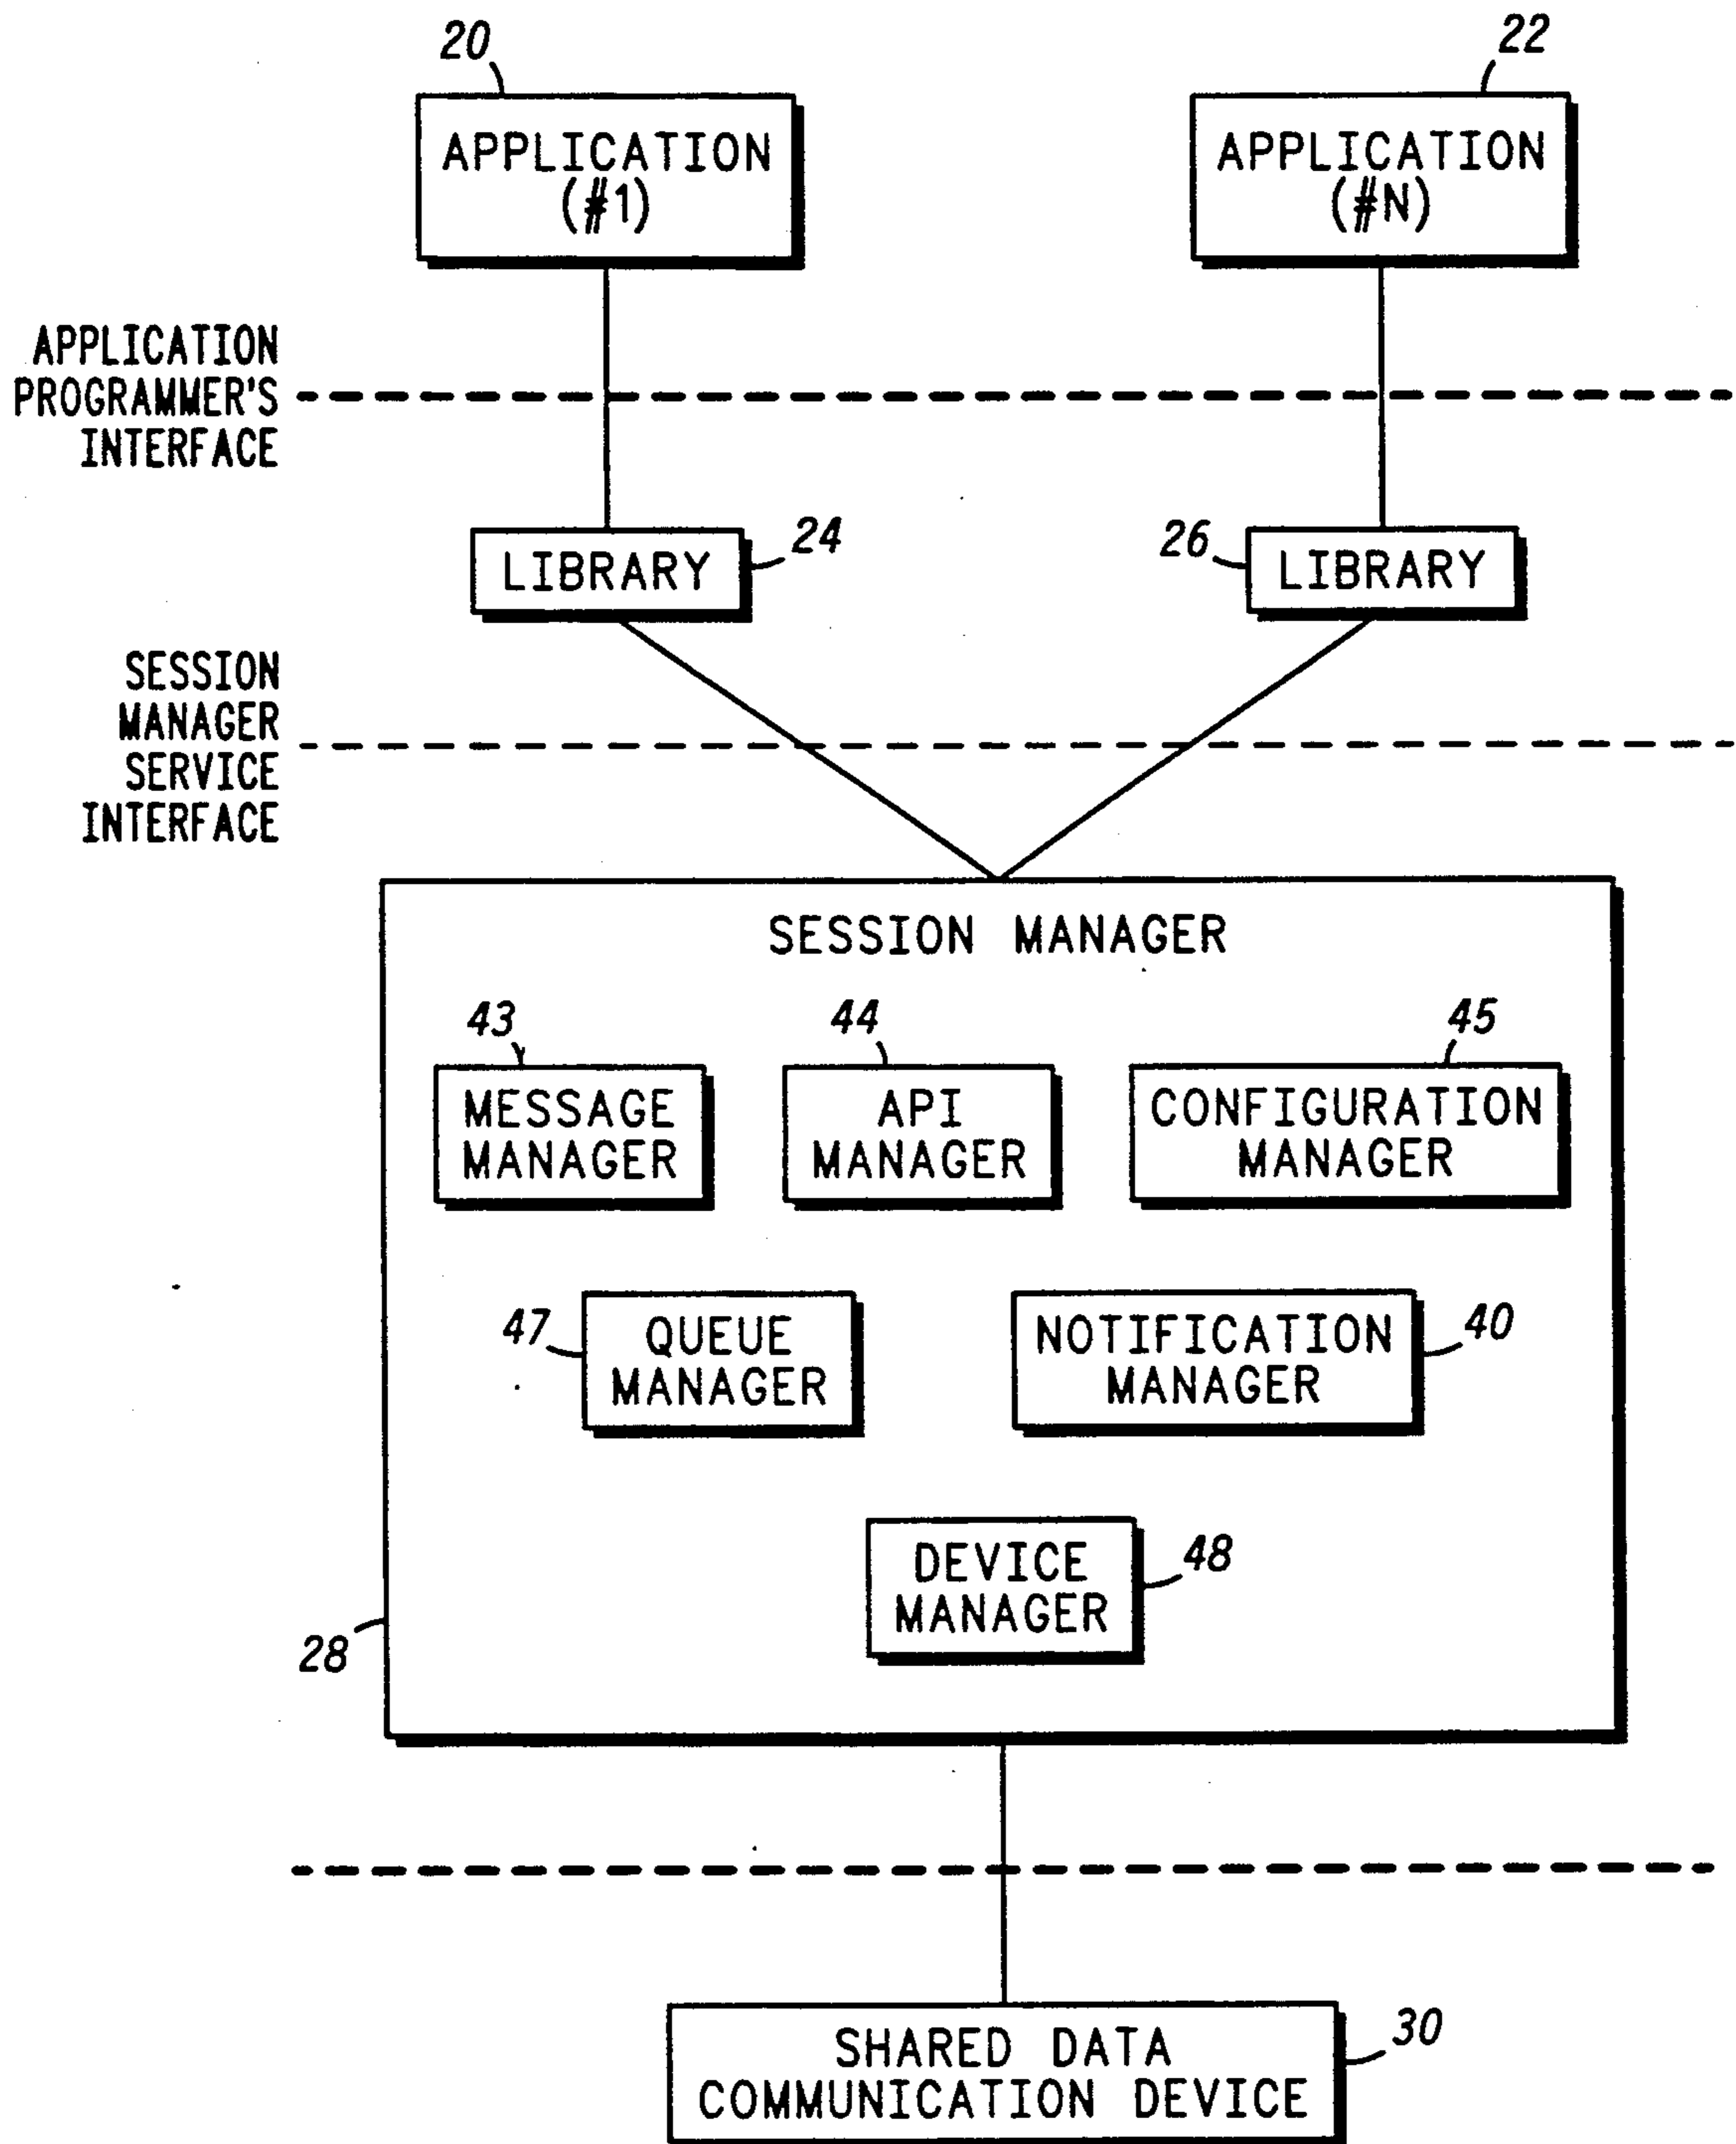 20
22
APPLICATION
(#1)
APPLICATION
(#N)
APPLICATION
PROGRAMMER'S
INTERFACE
LIBRARY
24
26
LIBRARY
SESSION
MANAGER
SERVICE
INTERFACE
SESSION MANAGER
43
44
45
MESSAGE
MANAGER
API
MANAGER
CONFIGURATION
MANAGER
47
QUEUE
MANAGER
NOTIFICATION
MANAGER
40
DEVICE
MANAGER
48
28
SHARED DATA
COMMUNICATION DEVICE
30